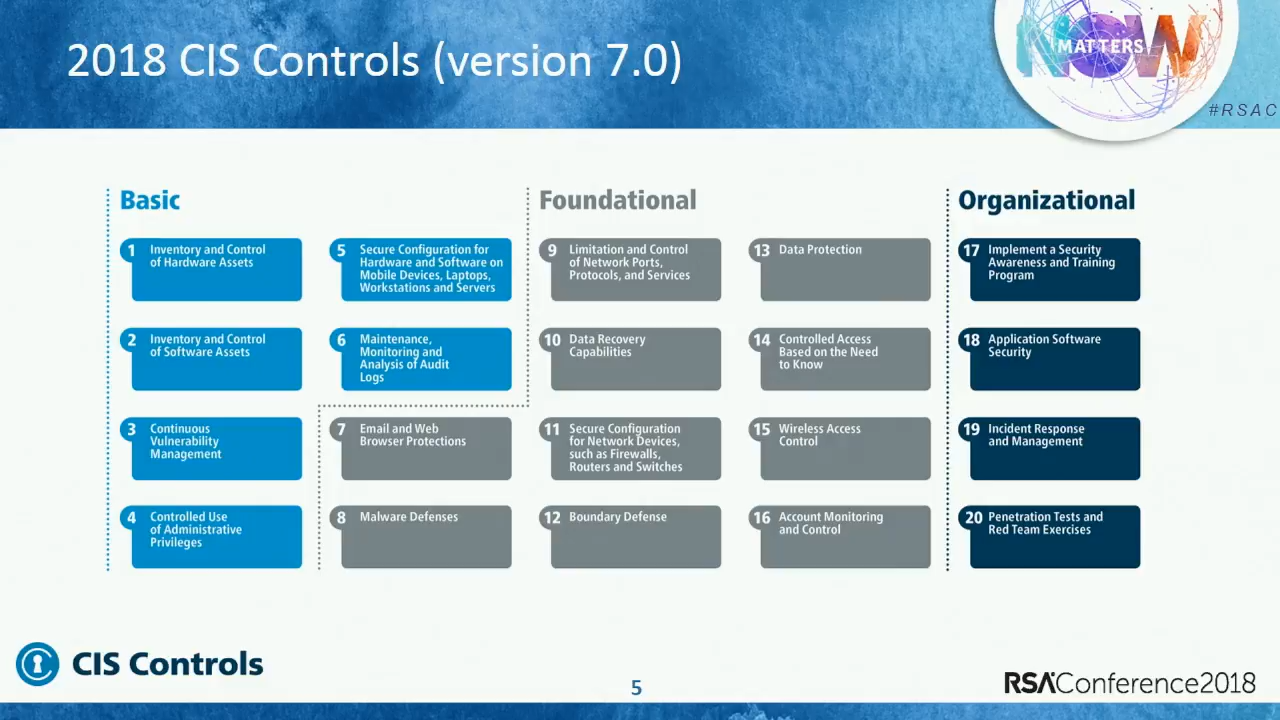 2018 CIS Controls (version 7.0)
NOW
MATTERS
#RSAC
Basic
1
Inventory and Control
of Hardware Assets
2
Inventory and Control
of Software Assets
3
Continuous
Vulnerability
Management
4
Controlled Use
of Administrative
Privileges
5
Secure Configuration for
Hardware and Software on
Mobile Devices, Laptops,
Workstations and Servers
6
Maintenance,
Monitoring and
Analysis of Audit
Logs
Foundational
7
Email and Web
Browser Protections
8
Malware Defenses
9
Limitation and Control
of Network Ports,
Protocols, and Services
10
Data Recovery
Capabilities
11
Secure Configuration
for Network Devices,
such as Firewalls,
Routers and Switches
12
Boundary Defense
13
Data Protection
14
Controlled Access
Based on the Need
to Know
15
Wireless Access
Control
16
Account Monitoring
and Control
Organizational
17
Implement a Security
Awareness and Training
Program
18
Application Software
Security
19
Incident Response
and Management
20
Penetration Tests and
Red Team Exercises
CIS Controls
5
RSAConference2018